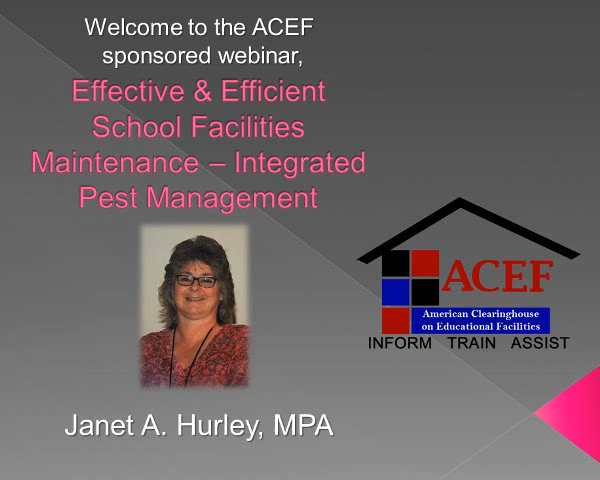 Welcome to the ACEF
sponsored webinar,
Effective & Efficient
School Facilities
Maintenance – Integrated
Pest Management
ACEF
American Clearinghouse
on Educational Facilities
INFORM TRAIN ASSIST
Janet A. Hurley, MPA